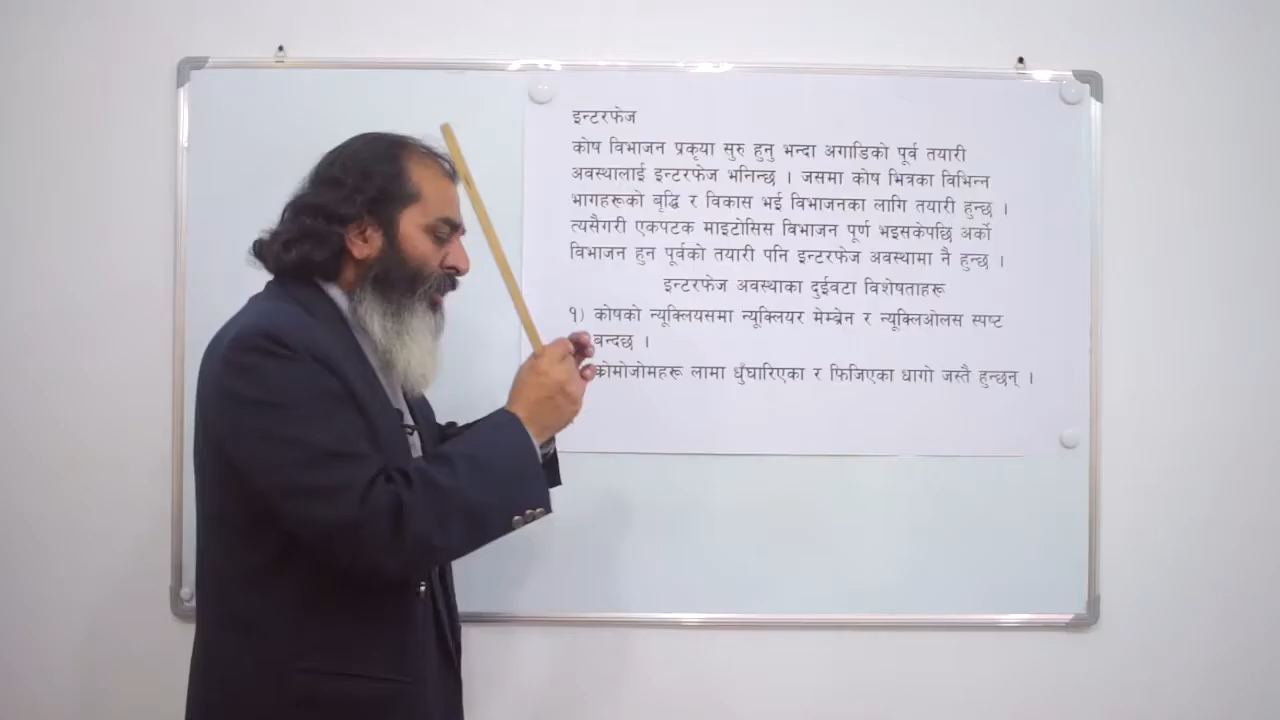 इन्टरफेज
कोष विभाजन प्रकृया सुरु हुनु भन्दा अगाडिको पूर्व तयारी
अवस्थालाई इन्टरफेज भनिन्छ । जसमा कोष भित्रका विभिन्न
भागहरूको बृद्धि र विकास भई विभाजनका लागि तयारी हुन्छ ।
त्यसैगरी एकपटक माइटोसिस विभाजन पूर्ण भइसकेपछि अर्को
विभाजन हुन पूर्वको तयारी पनि इन्टरफेज अवस्थामा नै हुन्छ ।
इन्टरफेज अवस्थाका दुईवटा विशेषताहरू
१) कोषको न्यूक्लियसमा न्यूक्लियर मेम्ब्रेन र न्यूक्लिओलस स्पष्ट
बन्दछ ।
क्रोमोजोमहरू लामा धुँघारिएका र फिजिएका धागो जस्तै हुन्छन् ।